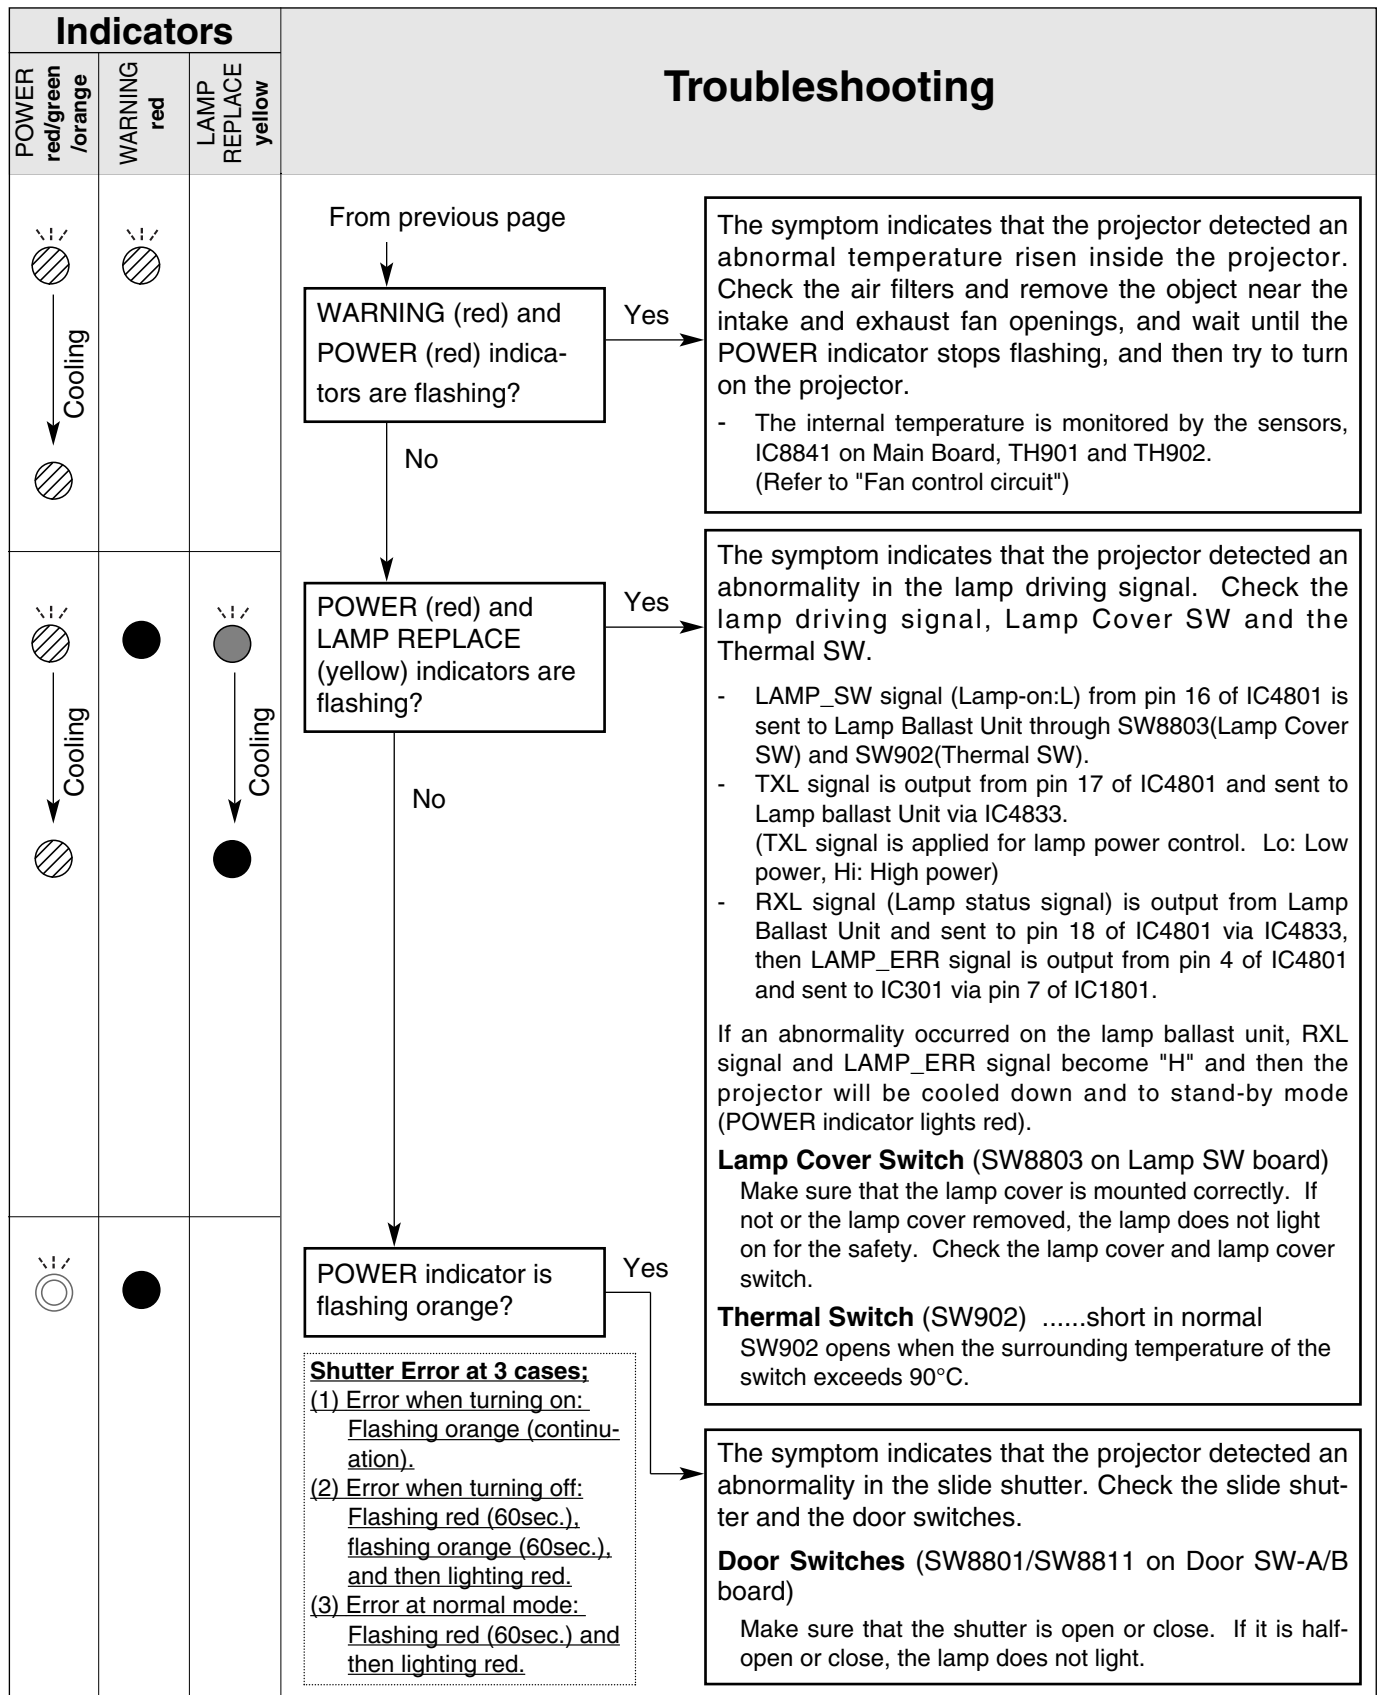 Indicators
POWER
red/green
/orange
WARNING
red
LAMP
REPLACE
yellow
Troubleshooting
Cooling
From previous page
WARNING (red) and
POWER (red) indica-
tors are flashing?
Yes
No
The symptom indicates that the projector detected an
abnormal temperature risen inside the projector.
Check the air filters and remove the object near the
intake and exhaust fan openings, and wait until the
POWER indicator stops flashing, and then try to turn
on the projector.
- The internal temperature is monitored by the sensors,
IC8841 on Main Board, TH901 and TH902.
(Refer to "Fan control circuit")
Cooling
Cooling
POWER (red) and
LAMP REPLACE
(yellow) indicators are
flashing?
Yes
No
The symptom indicates that the projector detected an
abnormality in the lamp driving signal. Check the
lamp driving signal, Lamp Cover SW and the
Thermal SW.
- LAMP_SW signal (Lamp-on:L) from pin 16 of IC4801 is
sent to Lamp Ballast Unit through SW8803(Lamp Cover
SW) and SW902(Thermal SW).
- TXL signal is output from pin 17 of IC4801 and sent to
Lamp ballast Unit via IC4833.
(TXL signal is applied for lamp power control. Lo: Low
power, Hi: High power)
- RXL signal (Lamp status signal) is output from Lamp
Ballast Unit and sent to pin 18 of IC4801 via IC4833,
then LAMP_ERR signal is output from pin 4 of IC4801
and sent to IC301 via pin 7 of IC1801.
If an abnormality occurred on the lamp ballast unit, RXL
signal and LAMP_ERR signal become "H" and then the
projector will be cooled down and to stand-by mode
(POWER indicator lights red).
Lamp Cover Switch (SW8803 on Lamp SW board)
Make sure that the lamp cover is mounted correctly. If
not or the lamp cover removed, the lamp does not light
on for the safety. Check the lamp cover and lamp cover
switch.
Thermal Switch (SW902) ......short in normal
SW902 opens when the surrounding temperature of the
switch exceeds 90°C.
POWER indicator is
flashing orange?
Yes
Shutter Error at 3 cases;
(1) Error when turning on:
Flashing orange (continu-
ation).
(2) Error when turning off:
Flashing red (60sec.),
flashing orange (60sec.),
and then lighting red.
(3) Error at normal mode:
Flashing red (60sec.) and
then lighting red.
The symptom indicates that the projector detected an
abnormality in the slide shutter. Check the slide shut-
ter and the door switches.
Door Switches (SW8801/SW8811 on Door SW-A/B
board)
Make sure that the shutter is open or close. If it is half-
open or close, the lamp does not light.